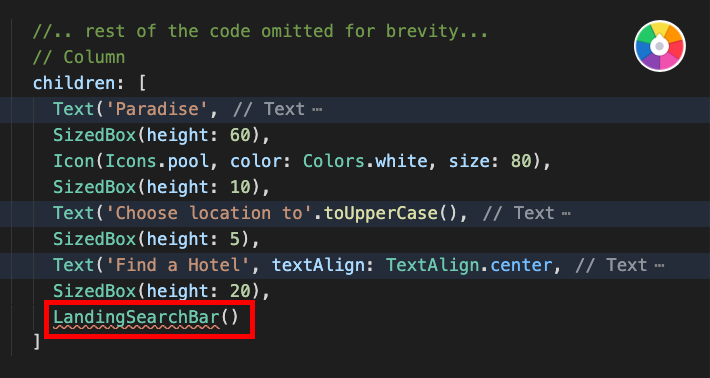 //.. rest of the code omitted for brevity...
// Column
children: [
Text('Paradise', // Text ⋯
SizedBox(height: 60),
Icon(Icons.pool, color: Colors.white, size: 80),
SizedBox(height: 10),
Text('Choose location to'.toUpperCase(), // Text ⋯
SizedBox(height: 5),
Text('Find a Hotel', textAlign: TextAlign.center, // Text ⋯
SizedBox(height: 20),
LandingSearchBar()
]